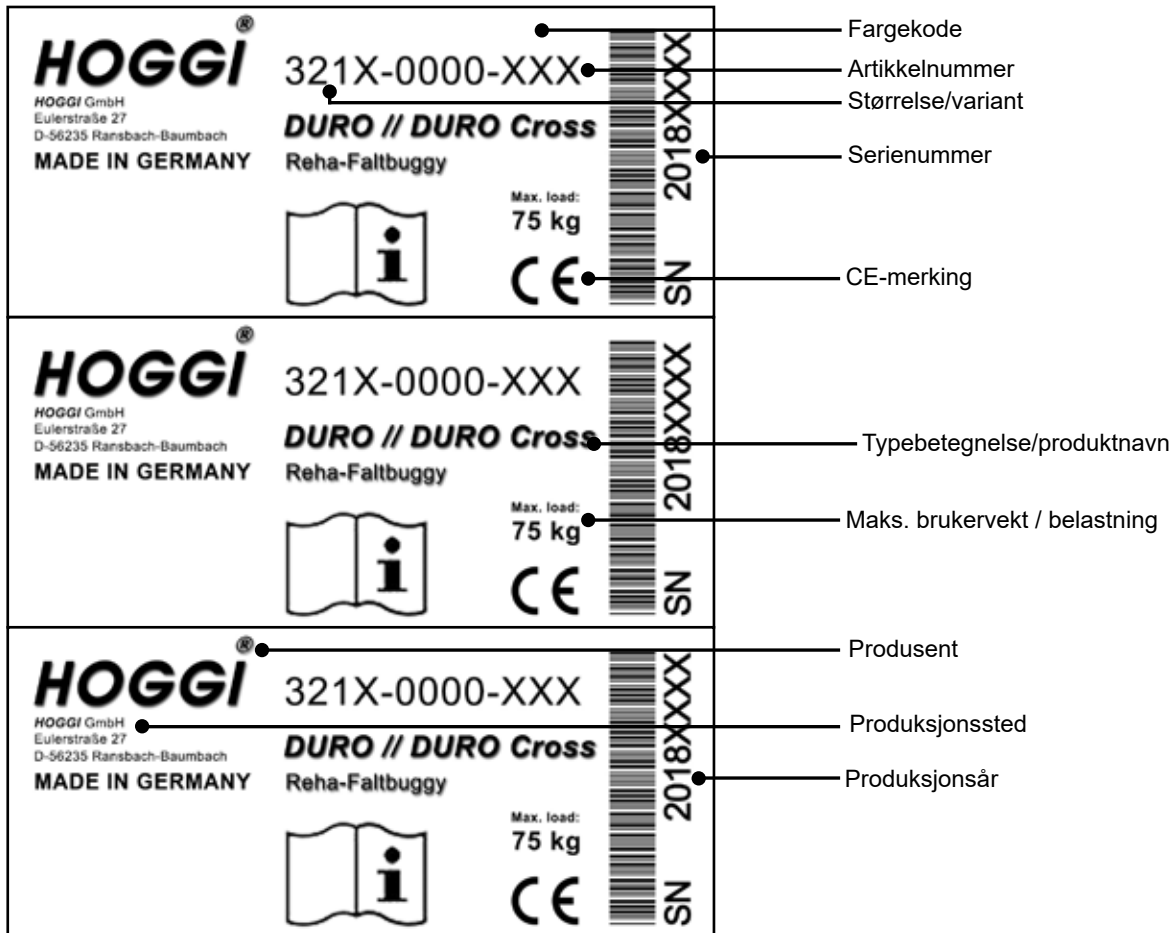 HOGGI®
HOGGI GmbH
Eulerstraße 27
D-56235 Ransbach-Baumbach
MADE IN GERMANY
321X-0000-XXX
DURO // DURO Cross
Reha-Faltbuggy
Max. load:
75 kg
i
CE
SN 2018XXXX
Fargekode
Artikkelnummer
Størrelse/variant
Serienummer
CE-merking
HOGGI®
HOGGI GmbH
Eulerstraße 27
D-56235 Ransbach-Baumbach
MADE IN GERMANY
321X-0000-XXX
DURO // DURO Cross
Reha-Faltbuggy
Max. load:
75 kg
i
CE
SN 2018XXXX
Typebetegnelse/produktnavn
Maks. brukervekt / belastning
HOGGI®
HOGGI GmbH
Eulerstraße 27
D-56235 Ransbach-Baumbach
MADE IN GERMANY
321X-0000-XXX
DURO // DURO Cross
Reha-Faltbuggy
Max. load:
75 kg
i
CE
SN 2018XXXX
Produsent
Produksjonssted
Produksjonsår